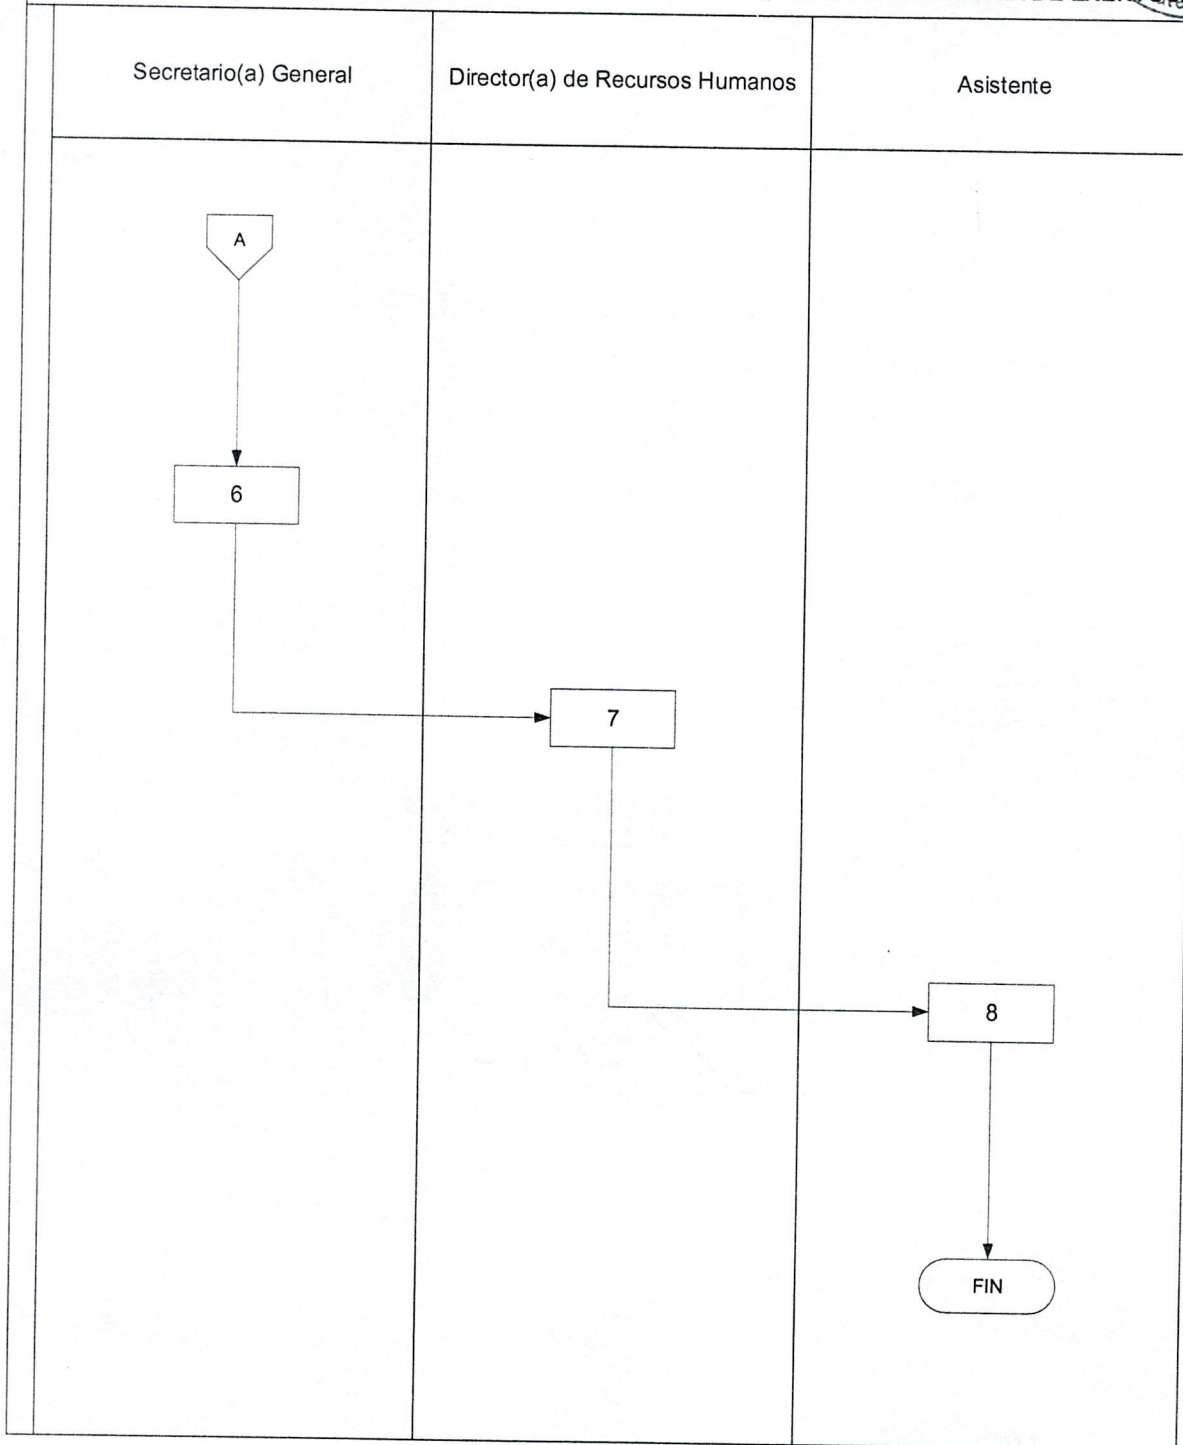 Secretario(a) General
Director(a) de Recursos Humanos
Asistente
A
6
7
8
FIN